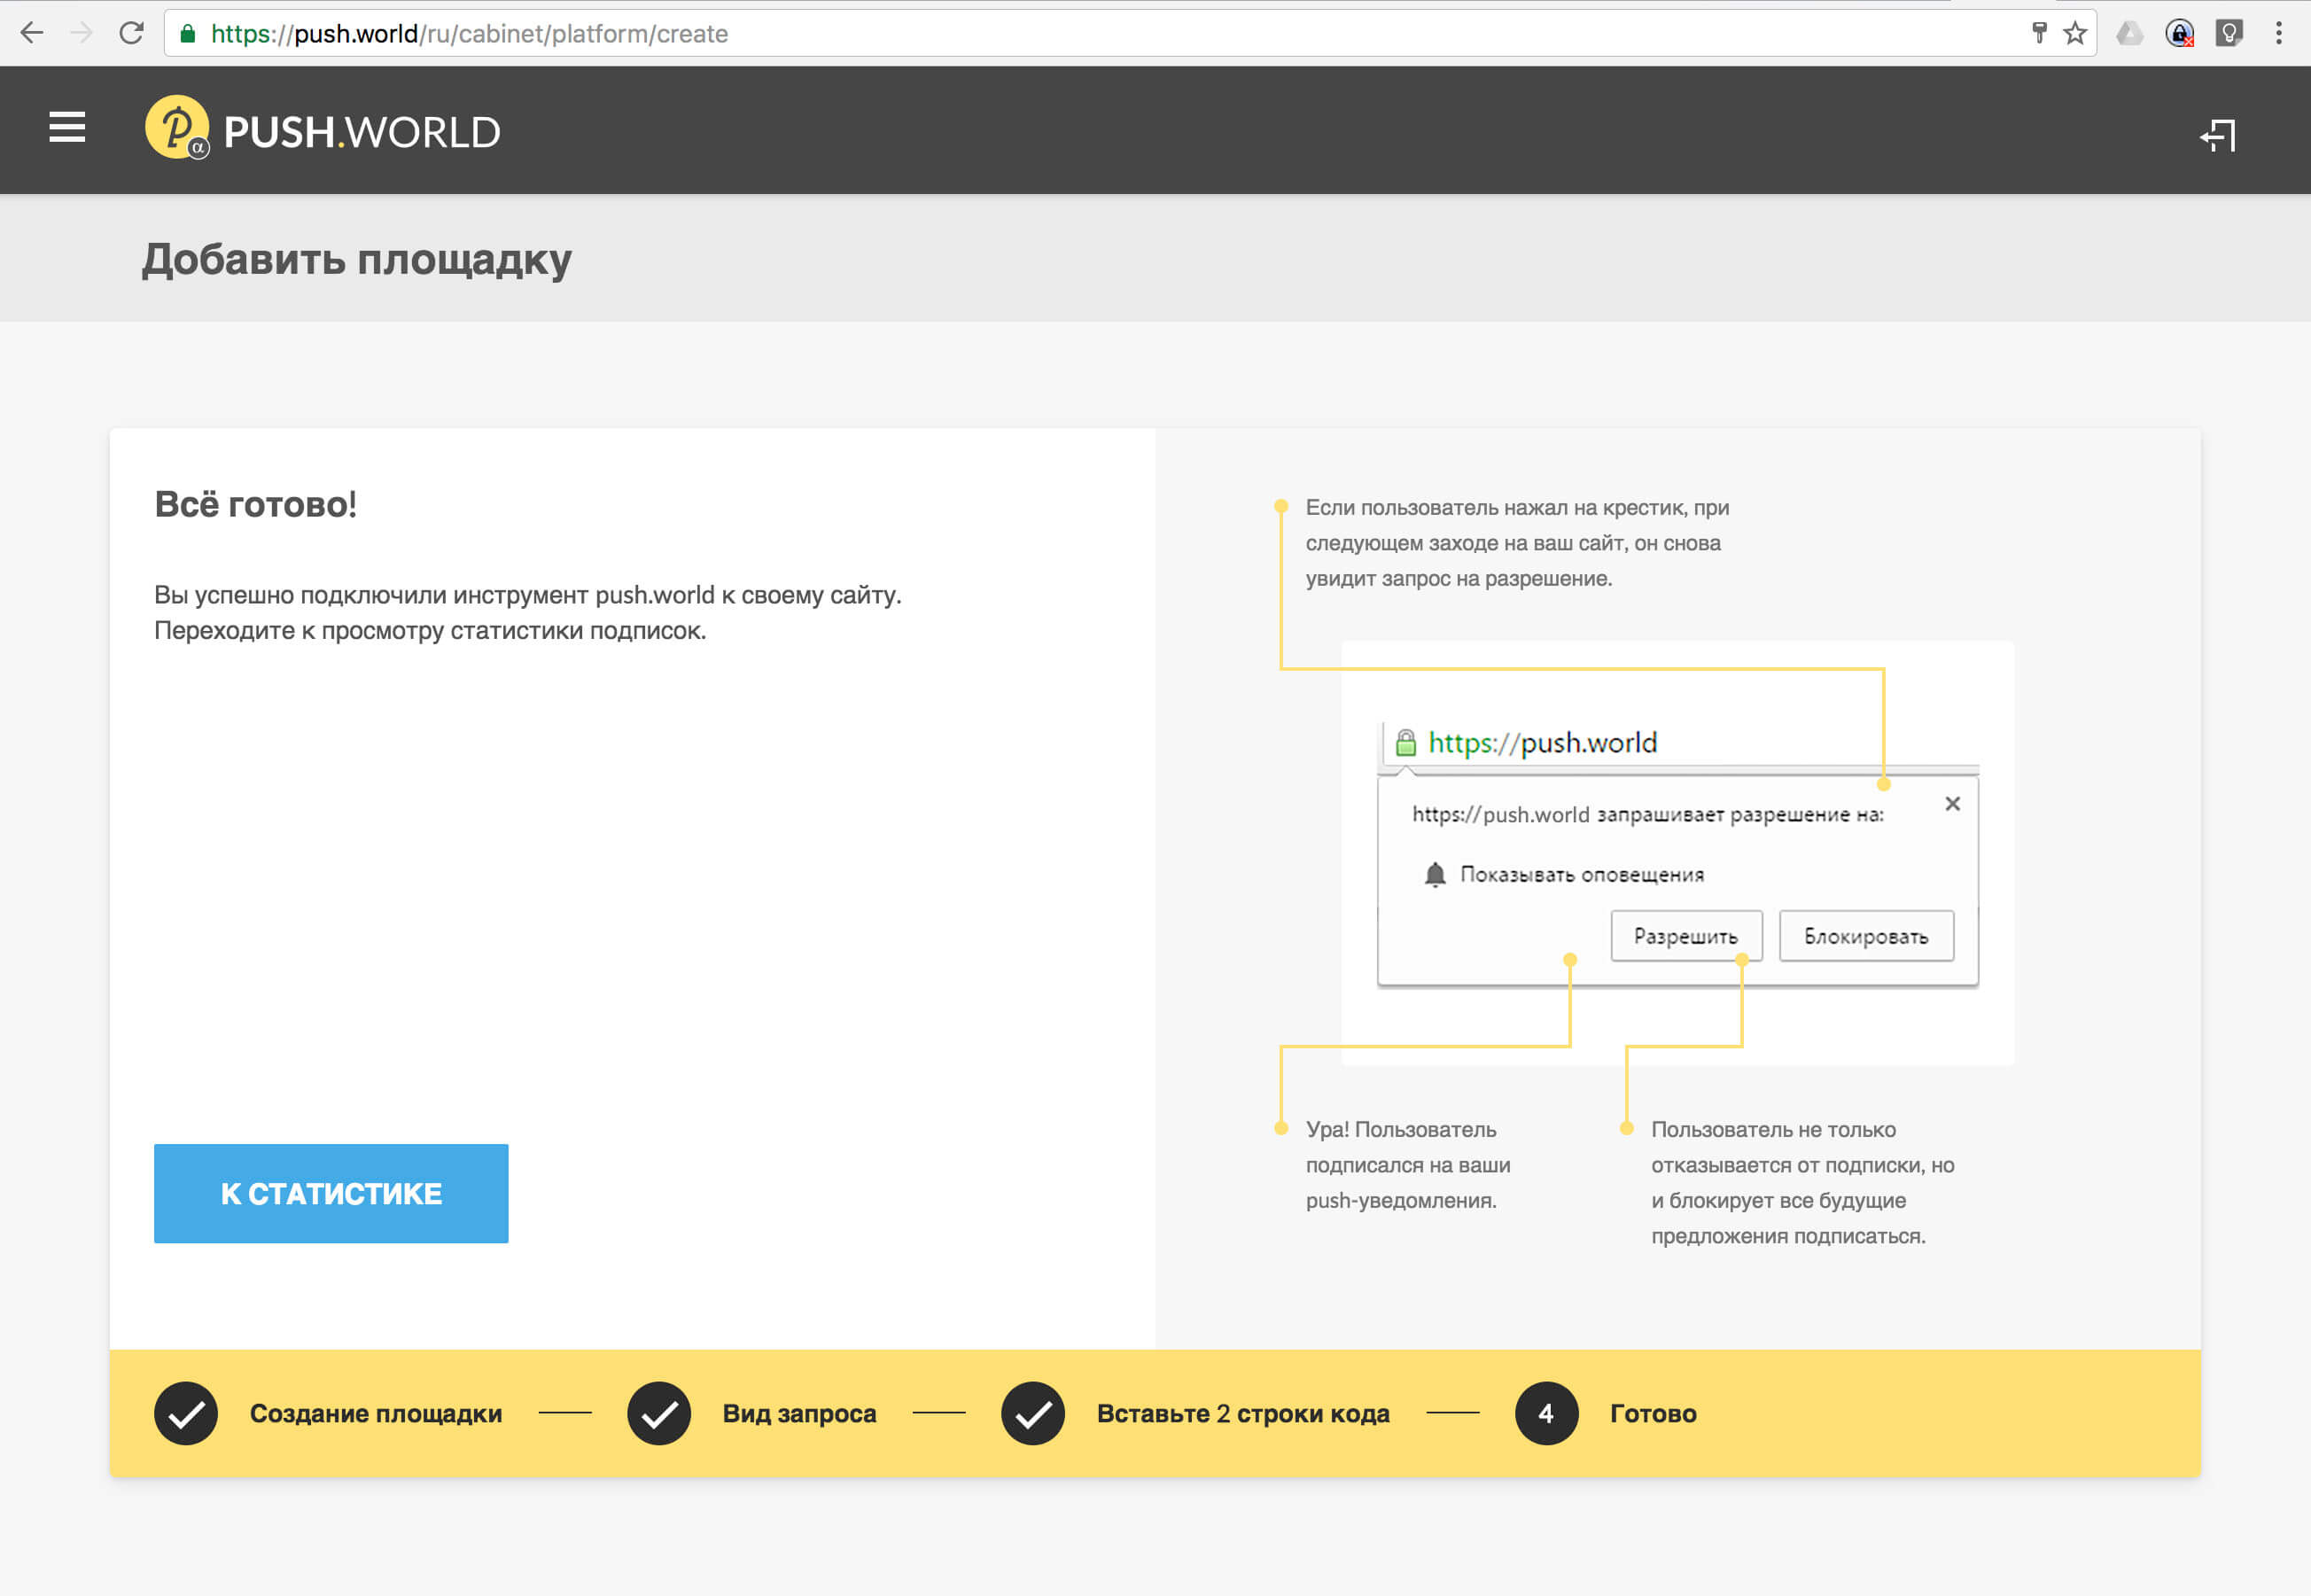 https://push.world/ru/cabinet/platform/create
PUSH.WORLD
α
Добавить площадку
Всё готово!
Вы успешно подключили инструмент push.world к своему сайту.
Переходите к просмотру статистики подписок.
К СТАТИСТИКЕ
Если пользователь нажал на крестик, при
следующем заходе на ваш сайт, он снова
увидит запрос на разрешение.
https://push.world
https://push.world запрашивает разрешение на:
Показывать оповещения
Разрешить Блокировать
Ура! Пользователь
подписался на ваши
push-уведомления.
Пользователь не только
отказывается от подписки, но
и блокирует все будущие
предложения подписаться.
Создание площадки
Вид запроса
Вставьте 2 строки кода
4 Готово